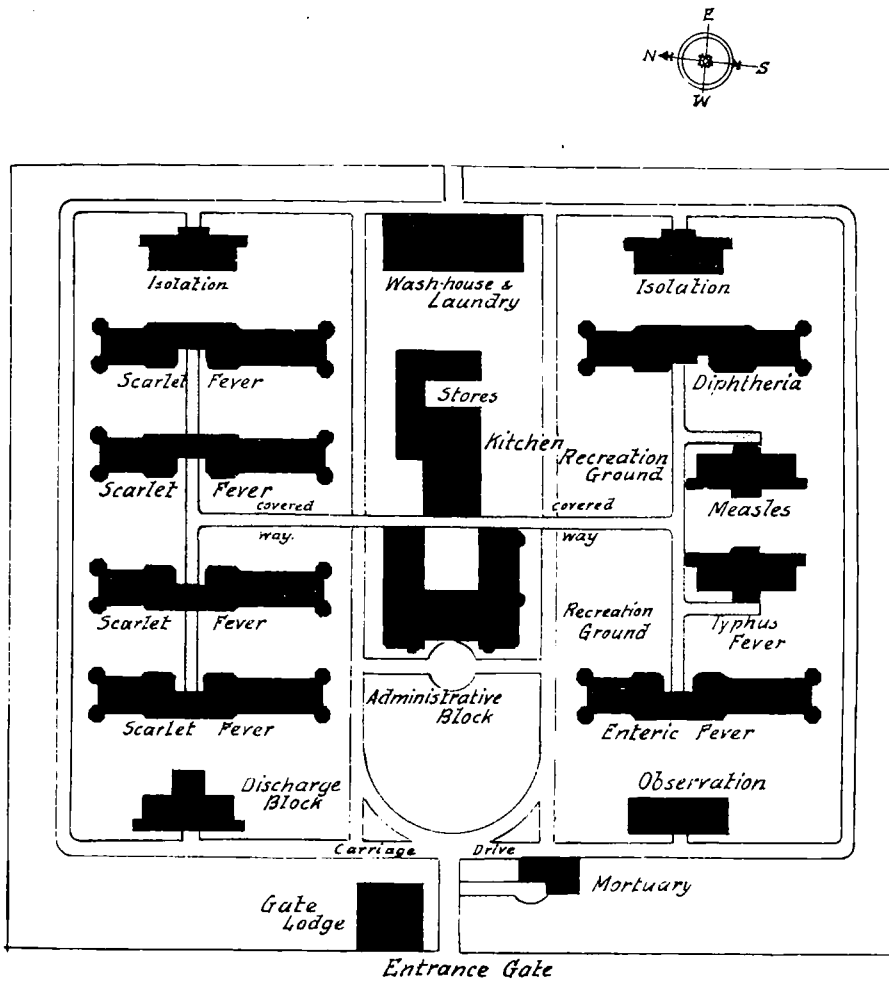 E
N
S
W
Isolation
Wash-house &
Laundry
Isolation
Scarlet Fever
Stores
Diphtheria
Kitchen
Recreation
Ground
Scarlet Fever
Measles
covered
way.
covered
way
Scarlet Fever
Recreation
Ground
Typhus
Fever
Administrative
Block
Scarlet Fever
Enteric Fever
Discharge
Block
Observation
Carriage Drive
Mortuary
Gate
Lodge
Entrance Gate